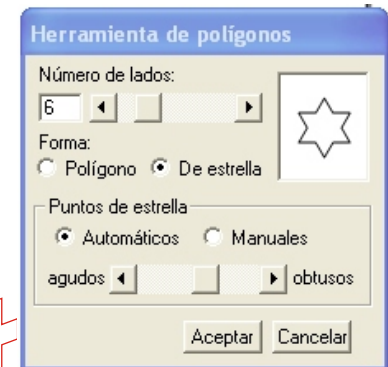 Herramienta de polígonos
Número de lados:
6
Forma:
Polígono De estrella
Puntos de estrella
Automáticos Manuales
agudos obtusos
Aceptar Cancelar